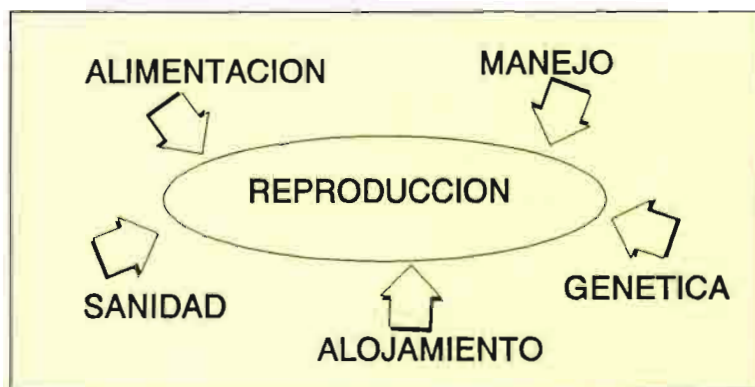 ALIMENTACION
MANEJO
REPRODUCCION
SANIDAD
GENETICA
ALOJAMIENTO